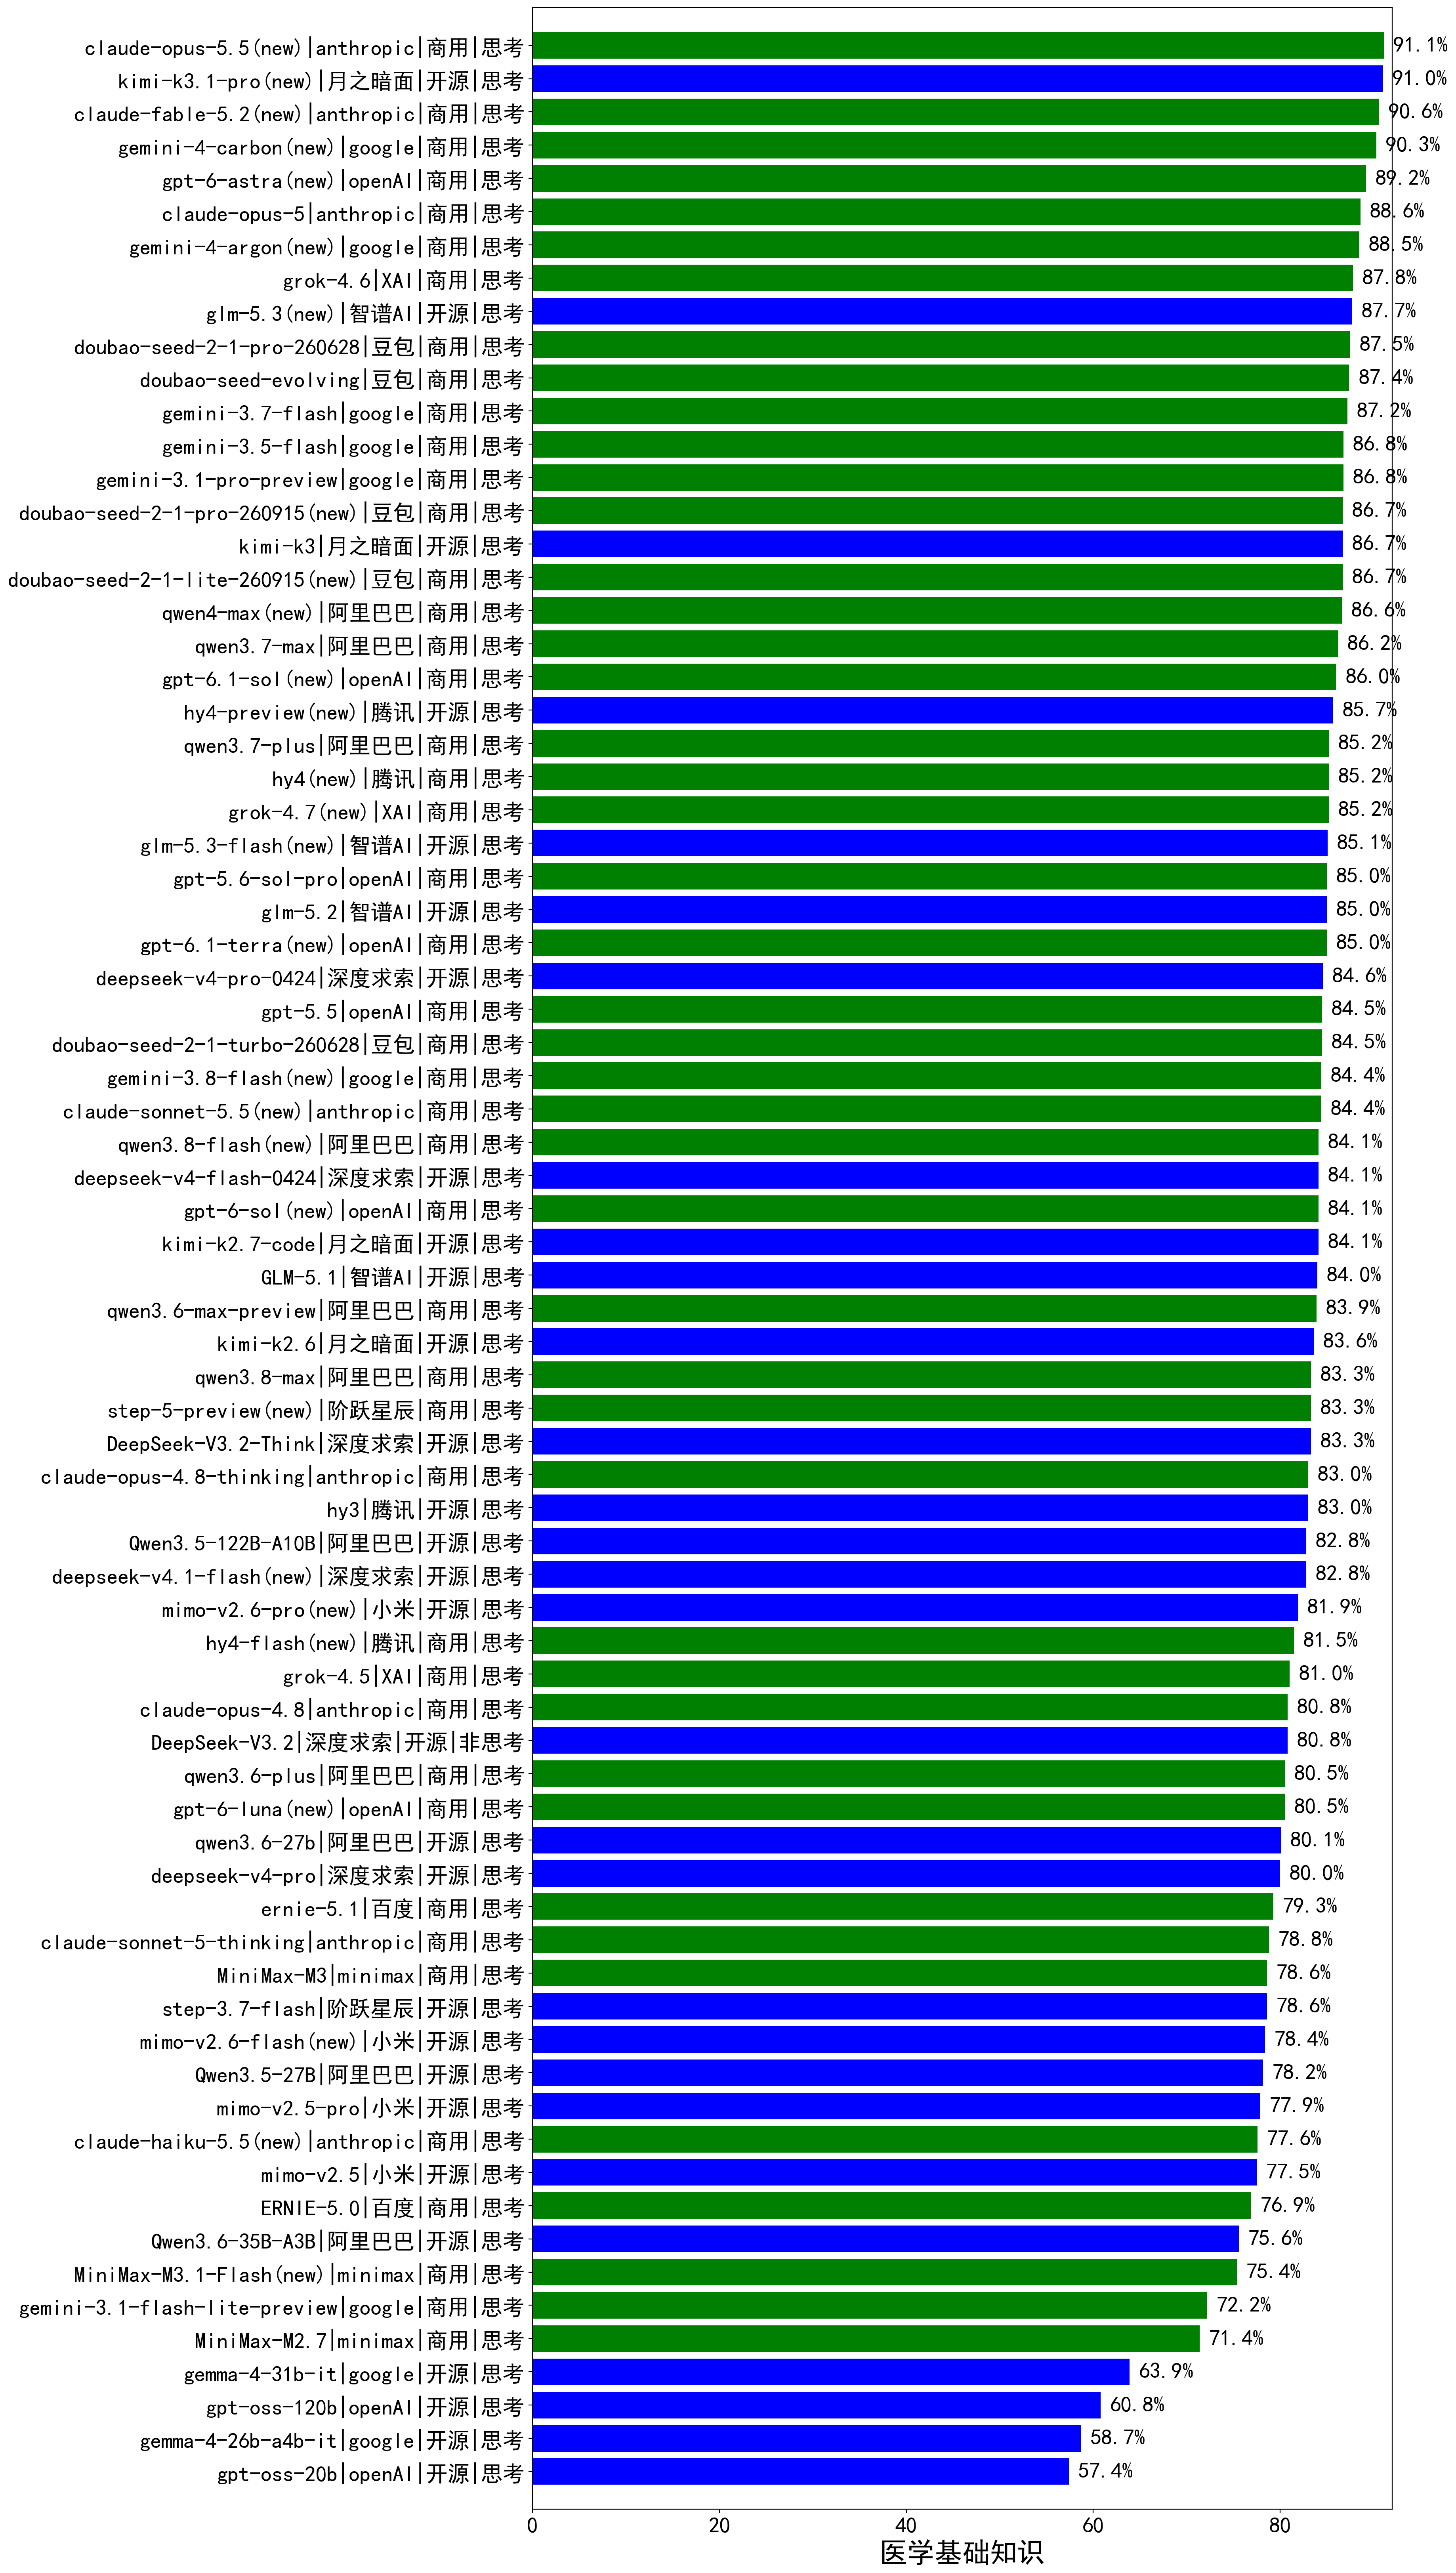 claude-opus-5.5(new)|anthropic|商用|思考 91.1%
kimi-k3.1-pro(new)|月之暗面|开源|思考 91.0%
claude-fable-5.2(new)|anthropic|商用|思考 90.6%
gemini-4-carbon(new)|google|商用|思考 90.3%
gpt-6-astra(new)|openAI|商用|思考 89.2%
claude-opus-5|anthropic|商用|思考 88.6%
gemini-4-argon(new)|google|商用|思考 88.5%
grok-4.6|XAI|商用|思考 87.8%
glm-5.3(new)|智谱AI|开源|思考 87.7%
doubao-seed-2-1-pro-260628|豆包|商用|思考 87.5%
doubao-seed-evolving|豆包|商用|思考 87.4%
gemini-3.7-flash|google|商用|思考 87.2%
gemini-3.5-flash|google|商用|思考 86.8%
gemini-3.1-pro-preview|google|商用|思考 86.8%
doubao-seed-2-1-pro-260915(new)|豆包|商用|思考 86.7%
kimi-k3|月之暗面|开源|思考 86.7%
doubao-seed-2-1-lite-260915(new)|豆包|商用|思考 86.7%
qwen4-max(new)|阿里巴巴|商用|思考 86.6%
qwen3.7-max|阿里巴巴|商用|思考 86.2%
gpt-6.1-sol(new)|openAI|商用|思考 86.0%
hy4-preview(new)|腾讯|开源|思考 85.7%
qwen3.7-plus|阿里巴巴|商用|思考 85.2%
hy4(new)|腾讯|商用|思考 85.2%
grok-4.7(new)|XAI|商用|思考 85.2%
glm-5.3-flash(new)|智谱AI|开源|思考 85.1%
gpt-5.6-sol-pro|openAI|商用|思考 85.0%
glm-5.2|智谱AI|开源|思考 85.0%
gpt-6.1-terra(new)|openAI|商用|思考 85.0%
deepseek-v4-pro-0424|深度求索|开源|思考 84.6%
gpt-5.5|openAI|商用|思考 84.5%
doubao-seed-2-1-turbo-260628|豆包|商用|思考 84.5%
gemini-3.8-flash(new)|google|商用|思考 84.4%
claude-sonnet-5.5(new)|anthropic|商用|思考 84.4%
qwen3.8-flash(new)|阿里巴巴|商用|思考 84.1%
deepseek-v4-flash-0424|深度求索|开源|思考 84.1%
gpt-6-sol(new)|openAI|商用|思考 84.1%
kimi-k2.7-code|月之暗面|开源|思考 84.1%
GLM-5.1|智谱AI|开源|思考 84.0%
qwen3.6-max-preview|阿里巴巴|商用|思考 83.9%
kimi-k2.6|月之暗面|开源|思考 83.6%
qwen3.8-max|阿里巴巴|商用|思考 83.3%
step-5-preview(new)|阶跃星辰|商用|思考 83.3%
DeepSeek-V3.2-Think|深度求索|开源|思考 83.3%
claude-opus-4.8-thinking|anthropic|商用|思考 83.0%
hy3|腾讯|开源|思考 83.0%
Qwen3.5-122B-A10B|阿里巴巴|开源|思考 82.8%
deepseek-v4.1-flash(new)|深度求索|开源|思考 82.8%
mimo-v2.6-pro(new)|小米|开源|思考 81.9%
hy4-flash(new)|腾讯|商用|思考 81.5%
grok-4.5|XAI|商用|思考 81.0%
claude-opus-4.8|anthropic|商用|思考 80.8%
DeepSeek-V3.2|深度求索|开源|非思考 80.8%
qwen3.6-plus|阿里巴巴|商用|思考 80.5%
gpt-6-luna(new)|openAI|商用|思考 80.5%
qwen3.6-27b|阿里巴巴|开源|思考 80.1%
deepseek-v4-pro|深度求索|开源|思考 80.0%
ernie-5.1|百度|商用|思考 79.3%
claude-sonnet-5-thinking|anthropic|商用|思考 78.8%
MiniMax-M3|minimax|商用|思考 78.6%
step-3.7-flash|阶跃星辰|开源|思考 78.6%
mimo-v2.6-flash(new)|小米|开源|思考 78.4%
Qwen3.5-27B|阿里巴巴|开源|思考 78.2%
mimo-v2.5-pro|小米|开源|思考 77.9%
claude-haiku-5.5(new)|anthropic|商用|思考 77.6%
mimo-v2.5|小米|开源|思考 77.5%
ERNIE-5.0|百度|商用|思考 76.9%
Qwen3.6-35B-A3B|阿里巴巴|开源|思考 75.6%
MiniMax-M3.1-Flash(new)|minimax|商用|思考 75.4%
gemini-3.1-flash-lite-preview|google|商用|思考 72.2%
MiniMax-M2.7|minimax|商用|思考 71.4%
gemma-4-31b-it|google|开源|思考 63.9%
gpt-oss-120b|openAI|开源|思考 60.8%
gemma-4-26b-a4b-it|google|开源|思考 58.7%
gpt-oss-20b|openAI|开源|思考 57.4%
0 20 40 60 80
医学基础知识